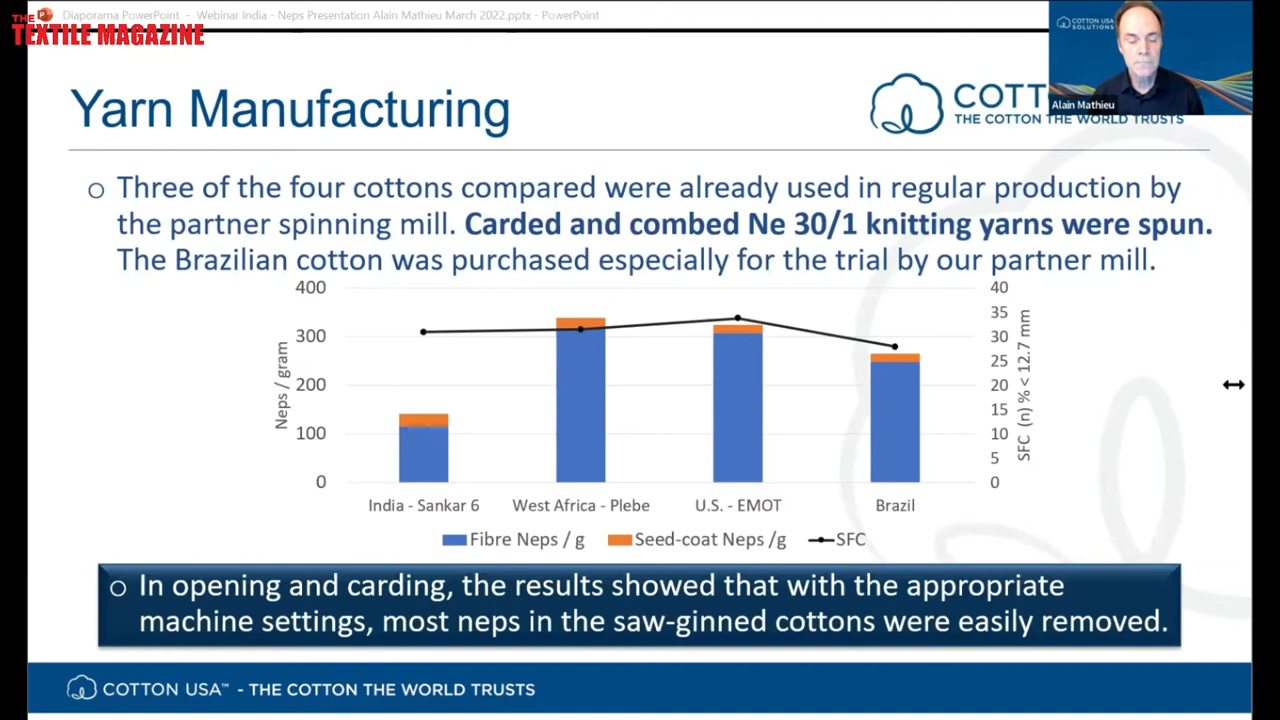 Diaporama PowerPoint - Webinar India - Neps Presentation Alain Mathieu March 2022.pptx - PowerPoint
THE
TEXTILE MAGAZINE
COTTON USA
SOLUTIONS
Alain Mathieu
Yarn Manufacturing
COTT
THE COTTON THE WORLD TRUSTS
○ Three of the four cottons compared were already used in regular production by
the partner spinning mill. Carded and combed Ne 30/1 knitting yarns were spun.
The Brazilian cotton was purchased especially for the trial by our partner mill.
400
300
200
100
0
Neps / gram
40
35
30
25
20
15
10
5
0
SFC (n) % < 12.7 mm
India - Sankar 6 West Africa - Plebe U.S. - EMOT Brazil
Fibre Neps / g Seed-coat Neps /g SFC
○ In opening and carding, the results showed that with the appropriate
machine settings, most neps in the saw-ginned cottons were easily removed.
COTTON USA™ - THE COTTON THE WORLD TRUSTS